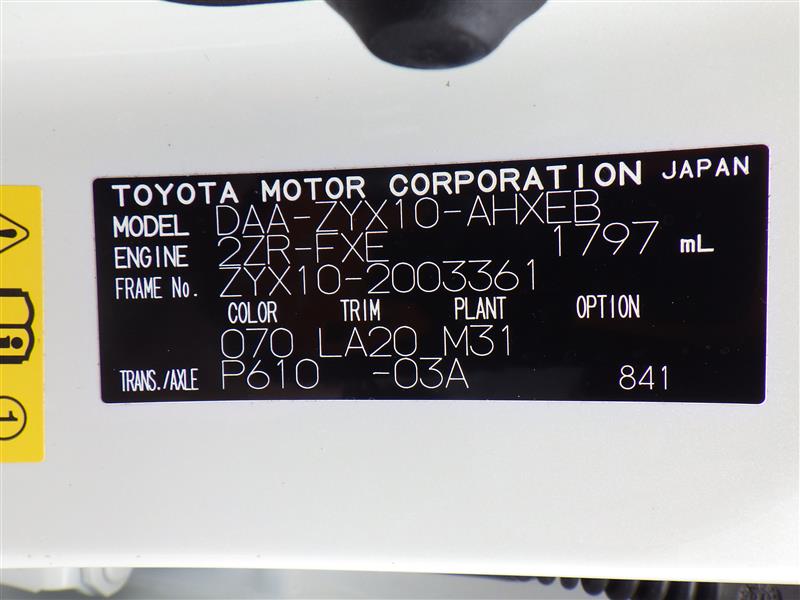 TOYOTA MOTOR CORPORATION JAPAN
MODEL DAA-ZYX10-AHXEB
ENGINE 2ZR-FXE 1797 mL
FRAME No. ZYX10-2003361
COLOR TRIM PLANT OPTION
070 LA20 M31
TRANS./AXLE P610 -03A 841
1